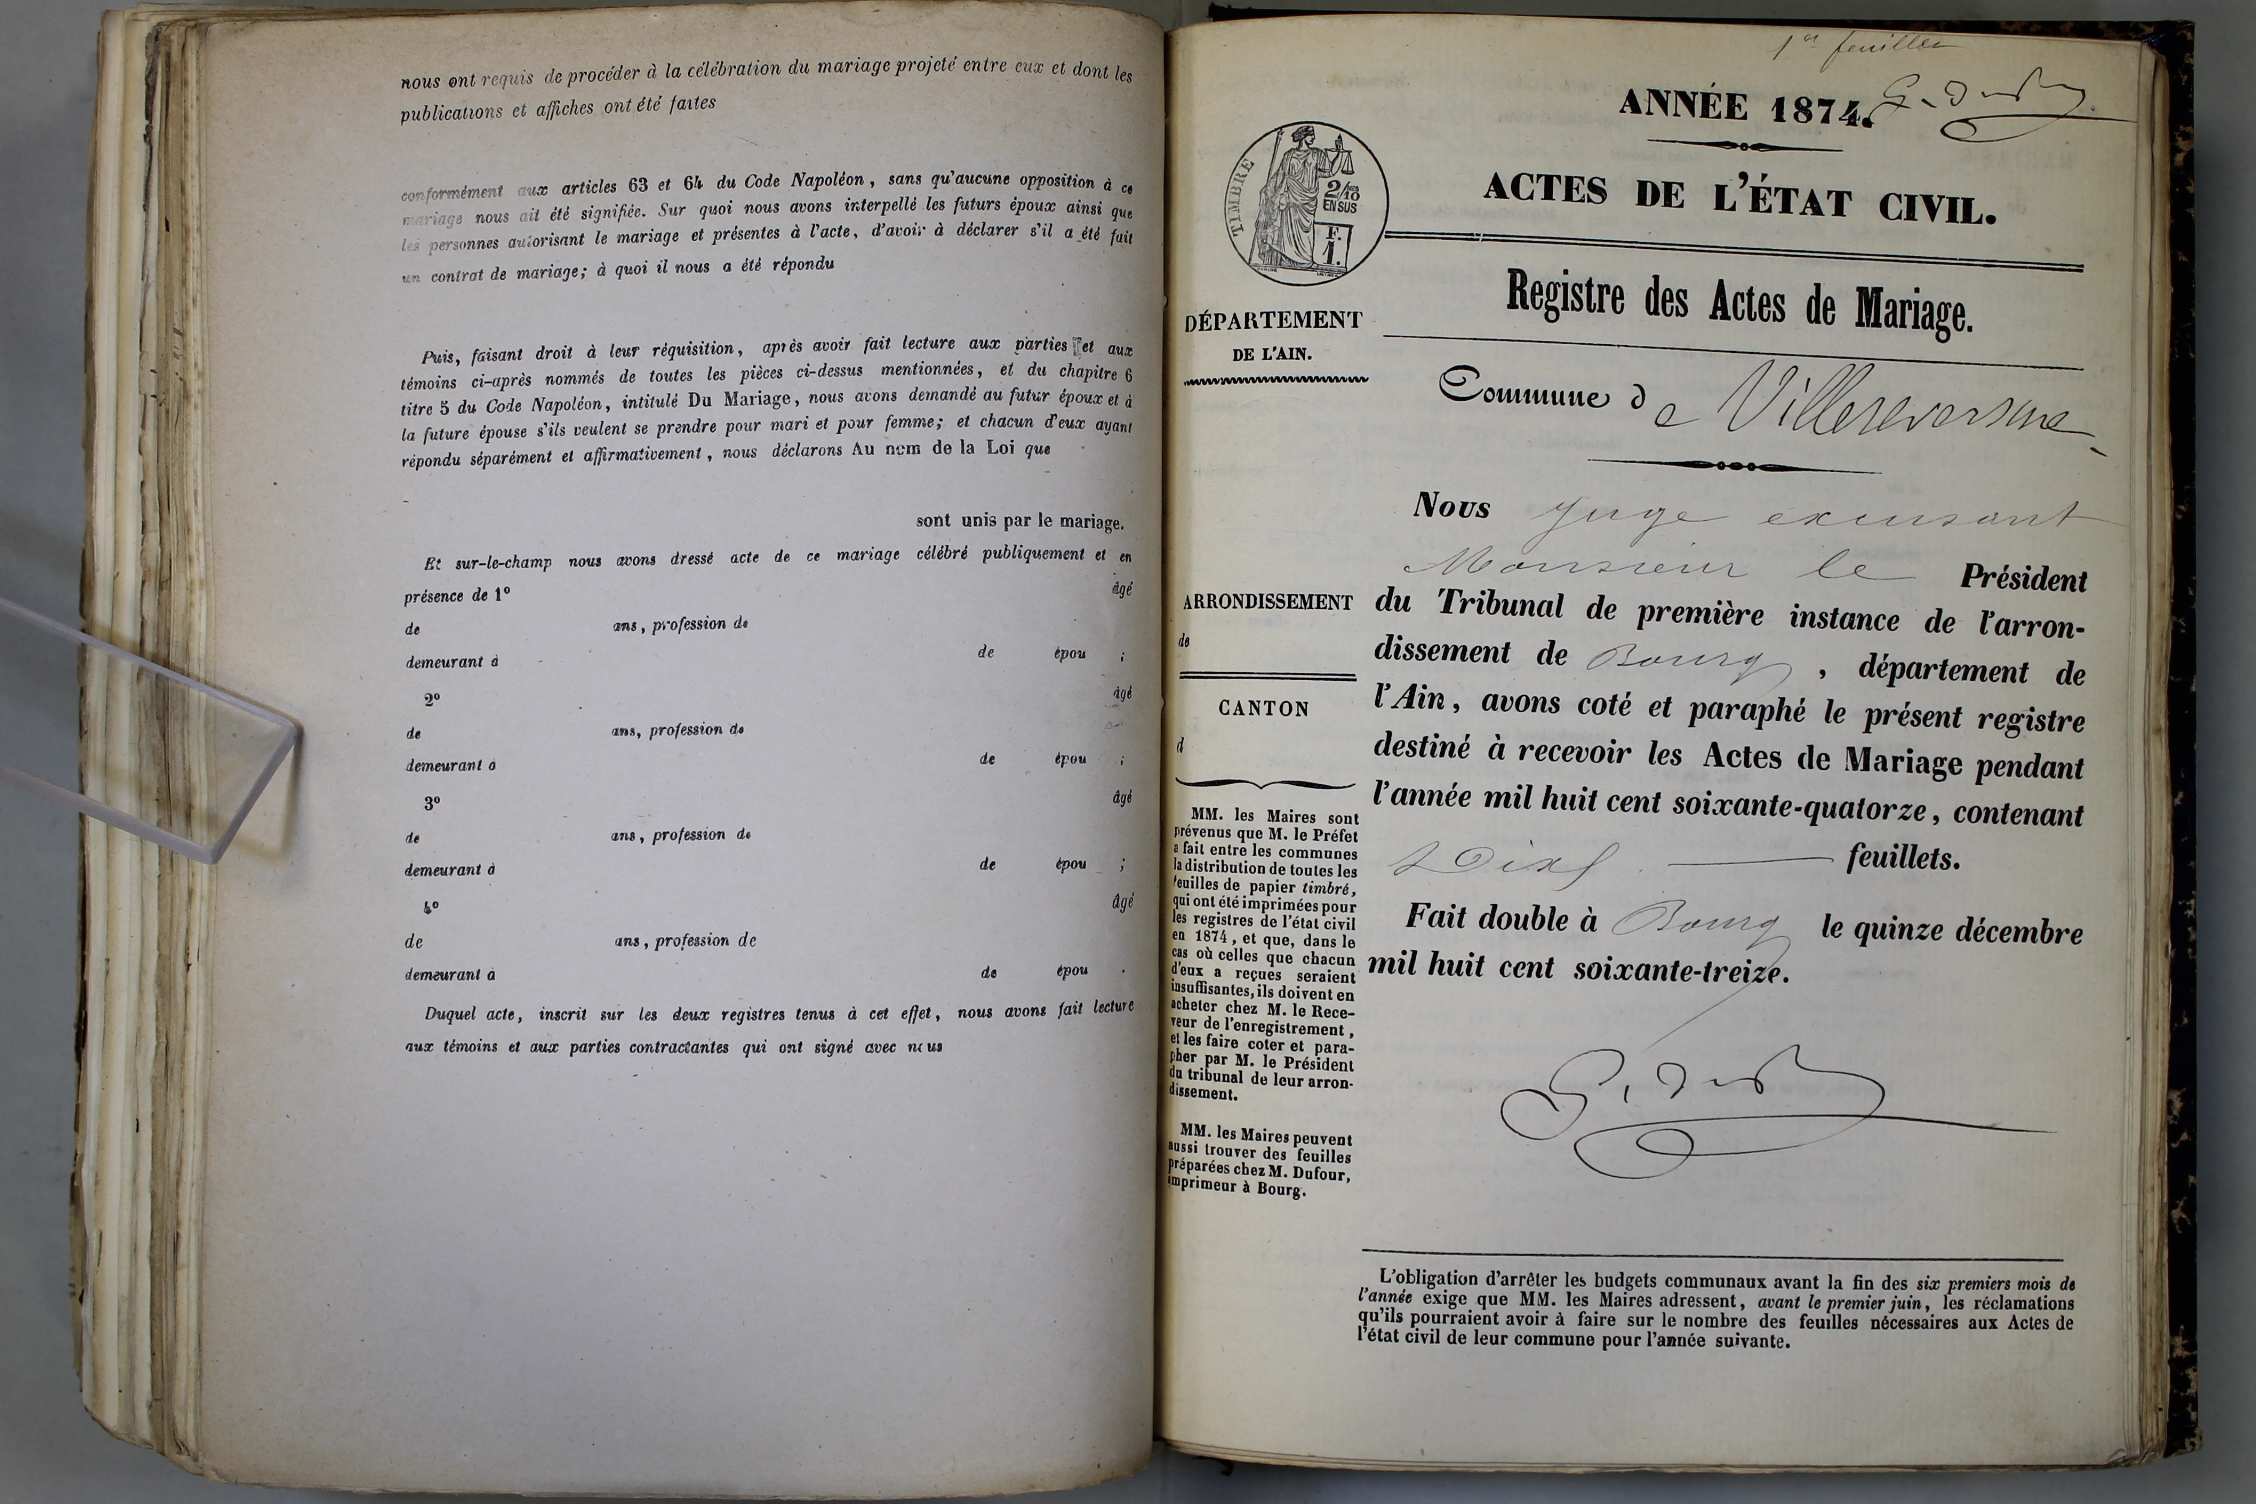 nous ont requis de procéder à la célébration du mariage projeté entre eux et dont les
publications et affiches ont été faites
conformément aux articles 63 et 64 du Code Napoléon, sans qu'aucune opposition à ce
mariage nous ait été signifiée. Sur quoi nous avons interpellé les futurs époux ainsi que
les personnes autorisant le mariage et présentes à l'acte, d'avoir à déclarer s'il a été fait
un contrat de mariage; à quoi il nous a été répondu
Puis, faisant droit à leur réquisition, après avoir fait lecture aux parties et aux
témoins ci-après nommés de toutes les pièces ci-dessus mentionnées, et du chapitre 6
titre 5 du Code Napoléon, intitulé Du Mariage, nous avons demandé au futur époux et à
la future épouse s'ils veulent se prendre pour mari et pour femme; et chacun d'eux ayant
répondu séparément et affirmativement, nous déclarons Au nom de la Loi que
sont unis par le mariage.
Et sur-le-champ nous avons dressé acte de ce mariage célébré publiquement et en
présence de 1º âgé
de ans, profession de
demeurant à de épou ;
2º âgé
de ans, profession de
demeurant à de épou ;
3º âgé
de ans, profession de
demeurant à de épou ;
4º âgé
de ans, profession de
demeurant à de épou .
Duquel acte, inscrit sur les deux registres tenus à cet effet, nous avons fait lecture
aux témoins et aux parties contractantes qui ont signé avec nous
1er feuillet
ANNÉE 1874.
ACTES DE L'ÉTAT CIVIL.
TIMBRE
2/10
EN SUS
F.
1.
Registre des Actes de Mariage.
DÉPARTEMENT
DE L'AIN.
Commune de Villereversure
Nous Juge excusant
Monsieur le Président
du Tribunal de première instance de l'arron-
dissement de Bourg, département de
l'Ain, avons coté et paraphé le présent registre
destiné à recevoir les Actes de Mariage pendant
l'année mil huit cent soixante-quatorze, contenant
Dix feuillets.
Fait double à Bourg le quinze décembre
mil huit cent soixante-treize.
ARRONDISSEMENT
de
CANTON
d
MM. les Maires sont
prévenus que M. le Préfet
a fait entre les communes
la distribution de toutes les
feuilles de papier timbré,
qui ont été imprimées pour
les registres de l'état civil
en 1874, et que, dans le
cas où celles que chacun
d'eux a reçues seraient
insuffisantes, ils doivent en
acheter chez M. le Rece-
veur de l'enregistrement,
et les faire coter et para-
pher par M. le Président
du tribunal de leur arron-
dissement.
MM. les Maires peuvent
aussi trouver des feuilles
préparées chez M. Dufour,
imprimeur à Bourg.
L'obligation d'arrêter les budgets communaux avant la fin des six premiers mois de
l'année exige que MM. les Maires adressent, avant le premier juin, les réclamations
qu'ils pourraient avoir à faire sur le nombre des feuilles nécessaires aux Actes de
l'état civil de leur commune pour l'année suivante.